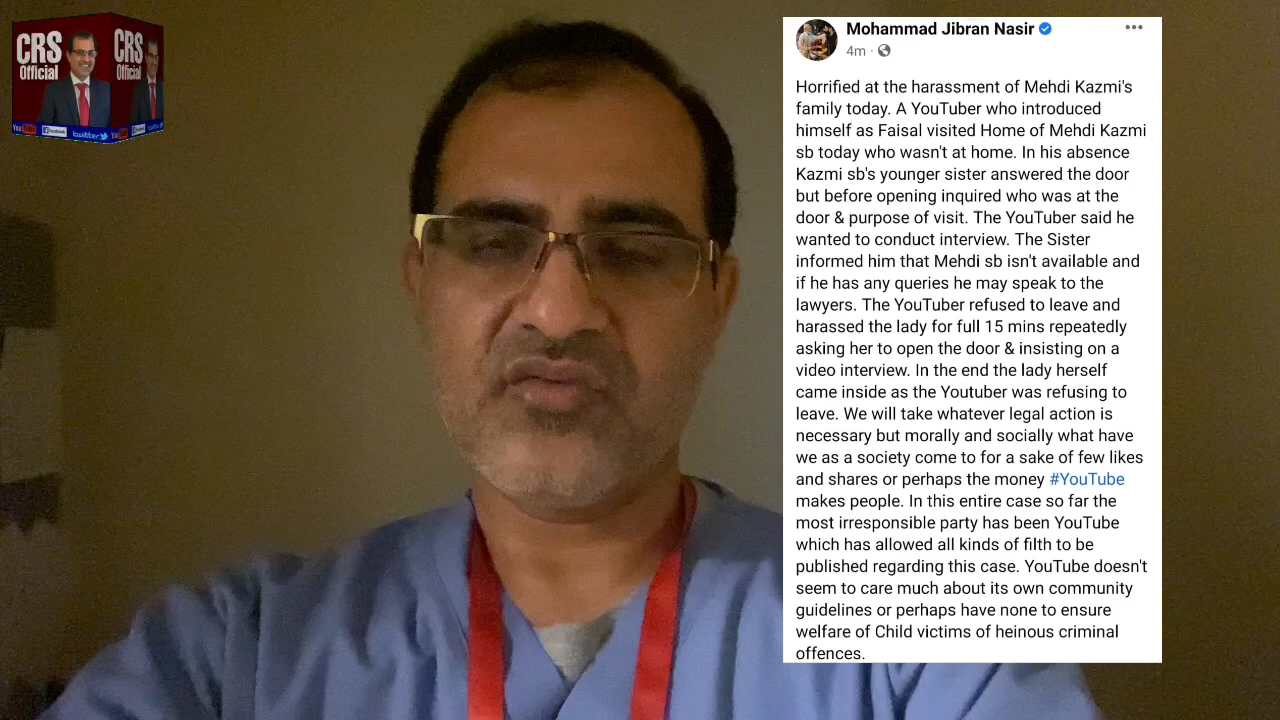 CRS
Official
CRS
Official
You
facebook
twitter
You
Mohammad Jibran Nasir
4m
Horrified at the harassment of Mehdi Kazmi's
family today. A YouTuber who introduced
himself as Faisal visited Home of Mehdi Kazmi
sb today who wasn't at home. In his absence
Kazmi sb's younger sister answered the door
but before opening inquired who was at the
door & purpose of visit. The YouTuber said he
wanted to conduct interview. The Sister
informed him that Mehdi sb isn't available and
if he has any queries he may speak to the
lawyers. The YouTuber refused to leave and
harassed the lady for full 15 mins repeatedly
asking her to open the door & insisting on a
video interview. In the end the lady herself
came inside as the Youtuber was refusing to
leave. We will take whatever legal action is
necessary but morally and socially what have
we as a society come to for a sake of few likes
and shares or perhaps the money #YouTube
makes people. In this entire case so far the
most irresponsible party has been YouTube
which has allowed all kinds of filth to be
published regarding this case. YouTube doesn't
seem to care much about its own community
guidelines or perhaps have none to ensure
welfare of Child victims of heinous criminal
offences.